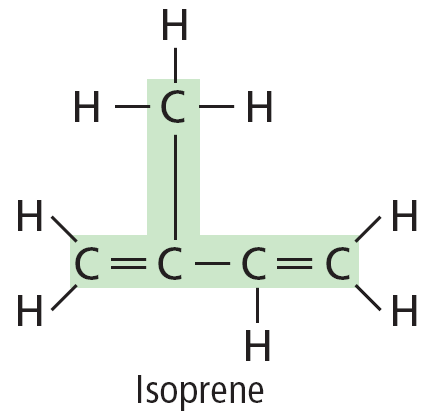 H
H — C — H
H H
C = C — C = C
H H
H
Isoprene